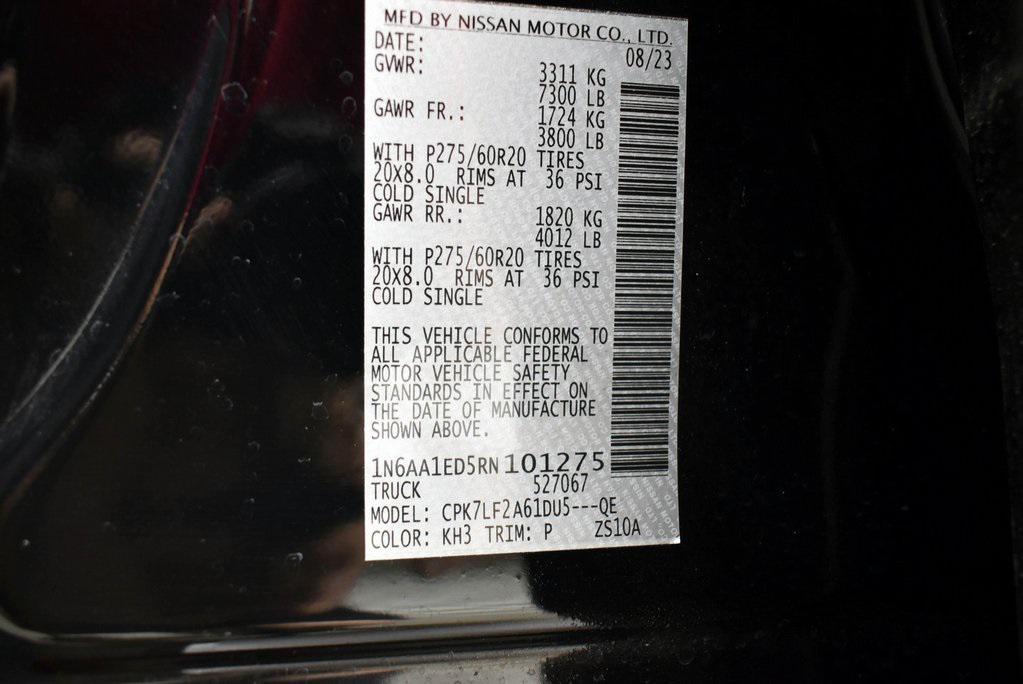 MFD BY NISSAN MOTOR CO., LTD.
DATE: 08/23
GVWR: 3311 KG
7300 LB
GAWR FR.: 1724 KG
3800 LB
WITH P275/60R20 TIRES
20X8.0 RIMS AT 36 PSI
COLD SINGLE
GAWR RR.: 1820 KG
4012 LB
WITH P275/60R20 TIRES
20X8.0 RIMS AT 36 PSI
COLD SINGLE
THIS VEHICLE CONFORMS TO
ALL APPLICABLE FEDERAL
MOTOR VEHICLE SAFETY
STANDARDS IN EFFECT ON
THE DATE OF MANUFACTURE
SHOWN ABOVE.
1N6AA1ED5RN101275
TRUCK 527067
MODEL: CPK7LF2A61DU5---QE
COLOR: KH3 TRIM: P ZS10A